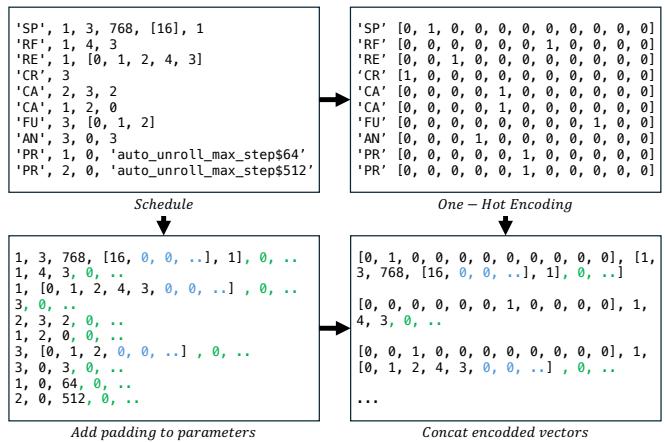 'SP', 1, 3, 768, [16], 1
'RF', 1, 4, 3
'RE', 1, [0, 1, 2, 4, 3]
'CR', 3
'CA', 2, 3, 2
'CA', 1, 2, 0
'FU', 3, [0, 1, 2]
'AN', 3, 0, 3
'PR', 1, 0, 'auto_unroll_max_step$64’
'PR', 2, 0, 'auto_unroll_max_step$512’
Schedule
'SP’ [0, 1, 0, 0, 0, 0, 0, 0, 0, 0, 0]
'RF’ [0, 0, 0, 0, 0, 0, 1, 0, 0, 0, 0]
'RE’ [0, 0, 1, 0, 0, 0, 0, 0, 0, 0, 0]
‘CR’ [1, 0, 0, 0, 0, 0, 0, 0, 0, 0, 0]
'CA’ [0, 0, 0, 0, 1, 0, 0, 0, 0, 0, 0]
'CA’ [0, 0, 0, 0, 1, 0, 0, 0, 0, 0, 0]
'FU’ [0, 0, 0, 0, 0, 0, 0, 0, 1, 0, 0]
'AN’ [0, 0, 0, 1, 0, 0, 0, 0, 0, 0, 0]
'PR’ [0, 0, 0, 0, 0, 1, 0, 0, 0, 0, 0]
'PR’ [0, 0, 0, 0, 0, 1, 0, 0, 0, 0, 0]
One − Hot Encoding
1, 3, 768, [16, 0, 0, ..], 1], 0, ..
1, 4, 3, 0, ..
1, [0, 1, 2, 4, 3, 0, 0, ..] , 0, ..
3, 0, ..
2, 3, 2, 0, ..
1, 2, 0, 0, ..
3, [0, 1, 2, 0, 0, ..] , 0, ..
3, 0, 3, 0, ..
1, 0, 64, 0, ..
2, 0, 512, 0, ..
Add padding to parameters
[0, 1, 0, 0, 0, 0, 0, 0, 0, 0, 0], [1,
3, 768, [16, 0, 0, ..], 1], 0, ..]
[0, 0, 0, 0, 0, 0, 1, 0, 0, 0, 0], 1,
4, 3, 0, ..
[0, 0, 1, 0, 0, 0, 0, 0, 0, 0, 0], 1,
[0, 1, 2, 4, 3, 0, 0, ..] , 0, ..
...
Concat encodded vectors